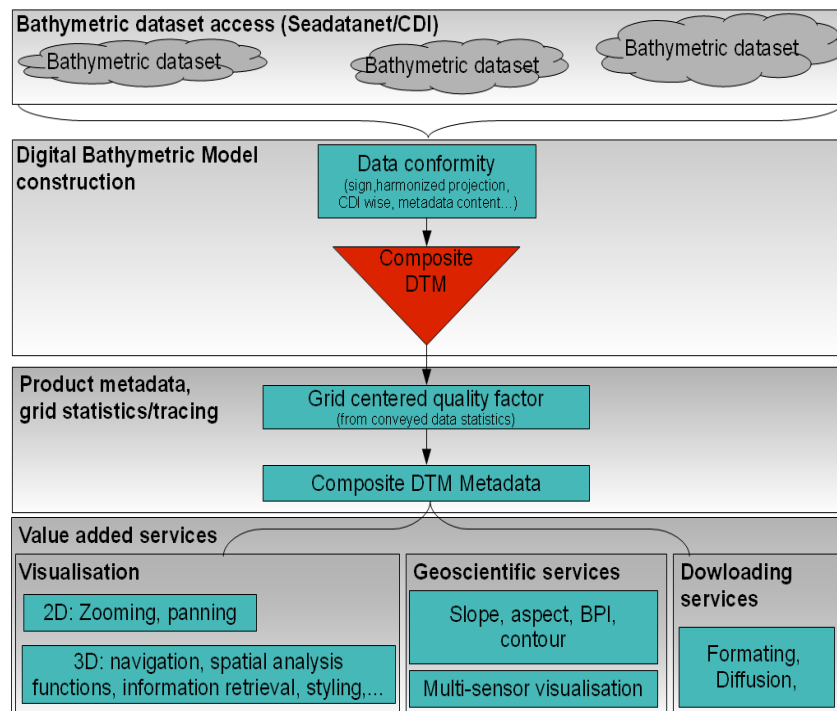 Bathymetric dataset access (Seadatanet/CDI)
Bathymetric dataset
Bathymetric dataset
Bathymetric dataset
Digital Bathymetric Model
construction
Data conformity
(sign,harmonized projection,
CDI wise, metadata content...)
Composite
DTM
Product metadata,
grid statistics/tracing
Grid centered quality factor
(from conveyed data statistics)
Composite DTM Metadata
Value added services
Visualisation
2D: Zooming, panning
3D: navigation, spatial analysis
functions, information retrieval, styling,...
Geoscientific services
Slope, aspect, BPI,
contour
Multi-sensor visualisation
Dowloading
services
Formating,
Diffusion,